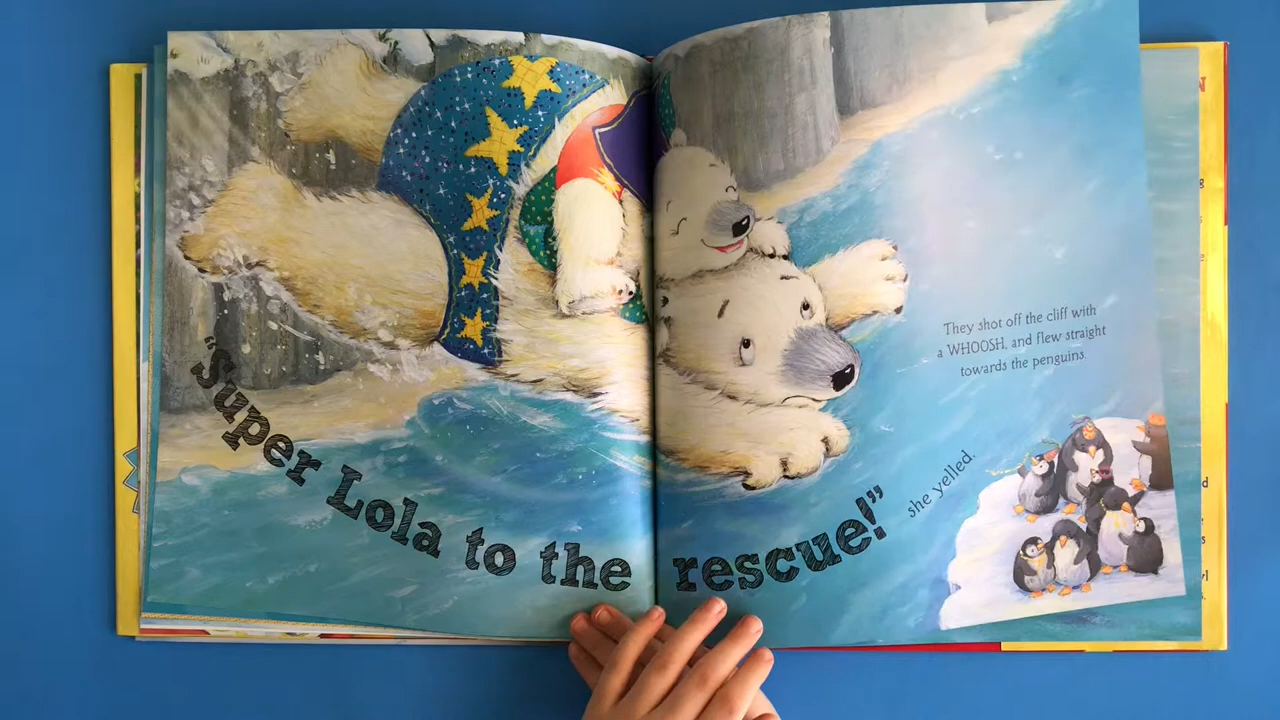 "Super Lola to the rescue!"
she yelled.
They shot off the cliff with
a WHOOSH, and flew straight
towards the penguins.